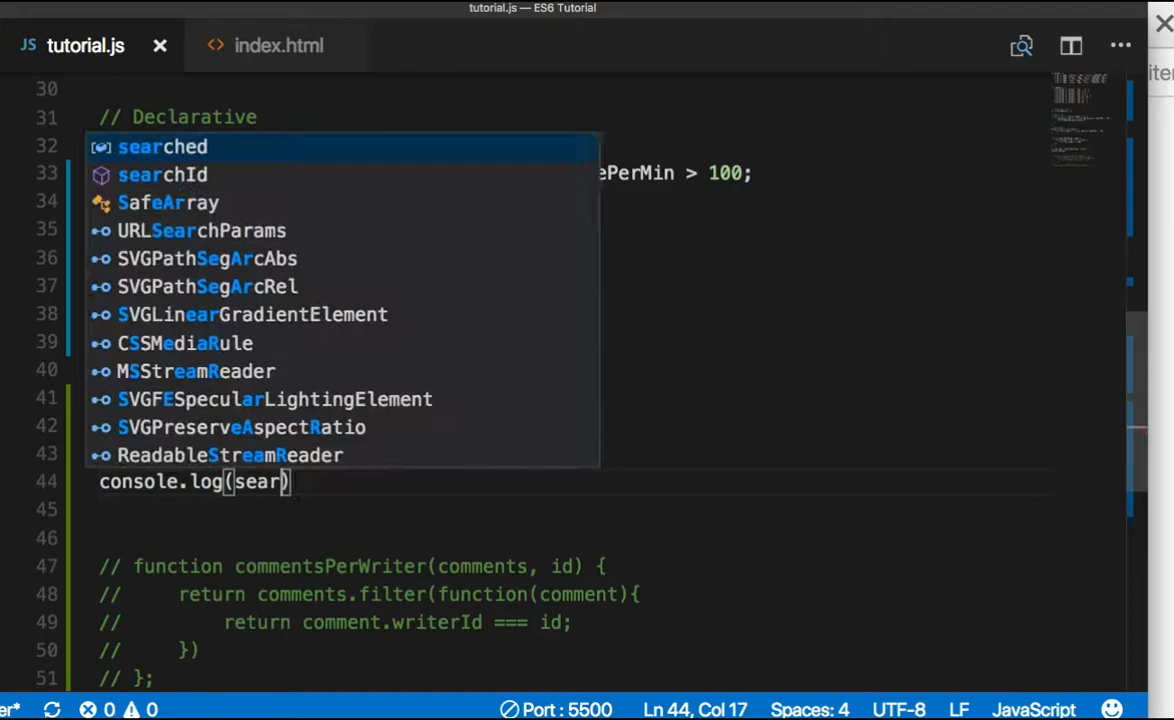 tutorial.js — ES6 Tutorial
JS tutorial.js × <> index.html
iter
30
31 // Declarative
32
33 ePerMin > 100;
34
35
36
37
38
39
40
41
42
43
searched
searchId
SafeArray
URLSearchParams
SVGPathSegArcAbs
SVGPathSegArcRel
SVGLinearGradientElement
CSSMediaRule
MSStreamReader
SVGFESpecularLightingElement
SVGPreserveAspectRatio
ReadableStreamReader
44 console.log(sear)
45
46
47 // function commentsPerWriter(comments, id) {
48 // return comments.filter(function(comment){
49 // return comment.writerId === id;
50 // })
51 // };
er* 0 0 Port : 5500 Ln 44, Col 17 Spaces: 4 UTF-8 LF JavaScript